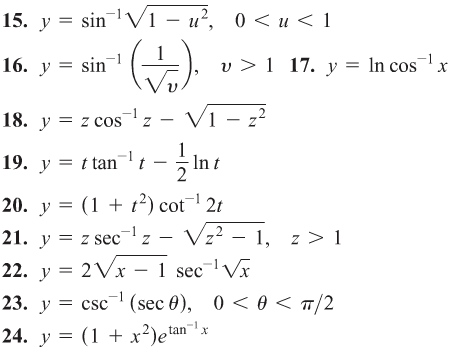 15. y = sin⁻¹√(1 − u²), 0 < u < 1
16. y = sin⁻¹(1/√v), v > 1 17. y = ln cos⁻¹ x
18. y = z cos⁻¹ z − √(1 − z²)
19. y = t tan⁻¹ t − ½ ln t
20. y = (1 + t²) cot⁻¹ 2t
21. y = z sec⁻¹ z − √(z² − 1), z > 1
22. y = 2√(x − 1) sec⁻¹√x
23. y = csc⁻¹ (sec θ), 0 < θ < π/2
24. y = (1 + x²)e^(tan⁻¹ x)